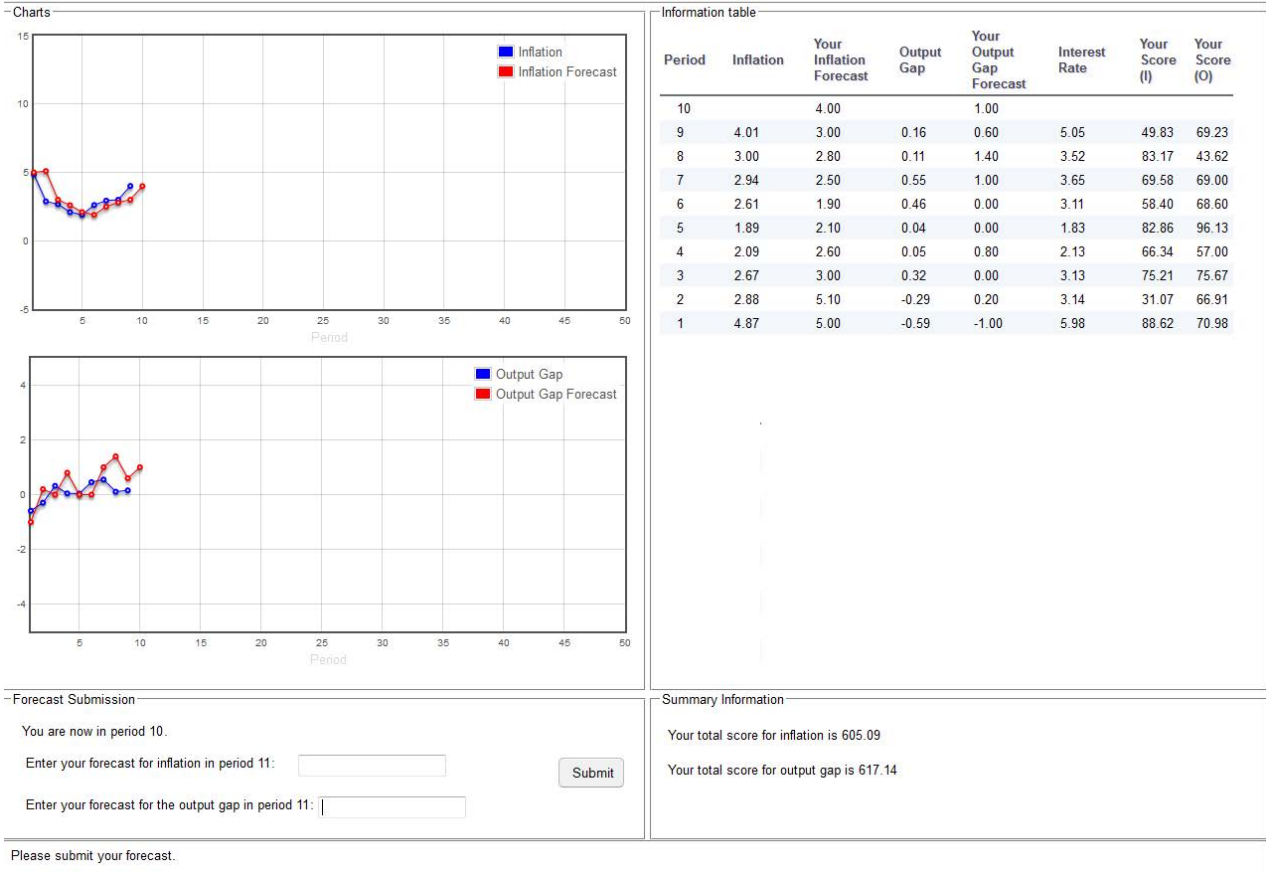 Charts
15
10
5
0
-5
Inflation
Inflation Forecast
5 10 15 20 25 30 35 40 45 50
Period
4
2
0
-2
-4
Output Gap
Output Gap Forecast
5 10 15 20 25 30 35 40 45 50
Period
Information table
Period Inflation Your Inflation Forecast Output Gap Your Output Gap Forecast Interest Rate Your Score (I) Your Score (O)
10 4.00 1.00
9 4.01 3.00 0.16 0.60 5.05 49.83 69.23
8 3.00 2.80 0.11 1.40 3.52 83.17 43.62
7 2.94 2.50 0.55 1.00 3.65 69.58 69.00
6 2.61 1.90 0.46 0.00 3.11 58.40 68.60
5 1.89 2.10 0.04 0.00 1.83 82.86 96.13
4 2.09 2.60 0.05 0.80 2.13 66.34 57.00
3 2.67 3.00 0.32 0.00 3.13 75.21 75.67
2 2.88 5.10 -0.29 0.20 3.14 31.07 66.91
1 4.87 5.00 -0.59 -1.00 5.98 88.62 70.98
Forecast Submission
You are now in period 10.
Enter your forecast for inflation in period 11:
Submit
Enter your forecast for the output gap in period 11:
Summary Information
Your total score for inflation is 605.09
Your total score for output gap is 617.14
Please submit your forecast.